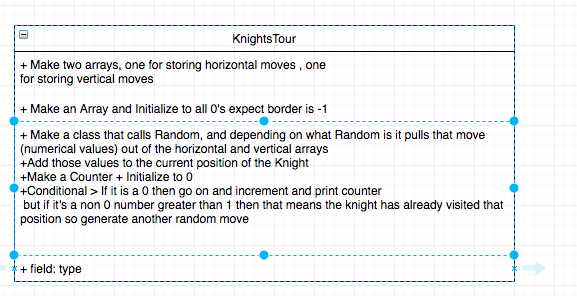 KnightsTour
+ Make two arrays, one for storing horizontal moves , one
for storing vertical moves
+ Make an Array and Initialize to all 0's expect border is -1
+ Make a class that calls Random, and depending on what Random is it pulls that move
(numerical values) out of the horizontal and vertical arrays
+Add those values to the current position of the Knight
+Make a Counter + Initialize to 0
+Conditional > If it is a 0 then go on and increment and print counter
but if it's a non 0 number greater than 1 then that means the knight has already visited that
position so generate another random move
+ field: type